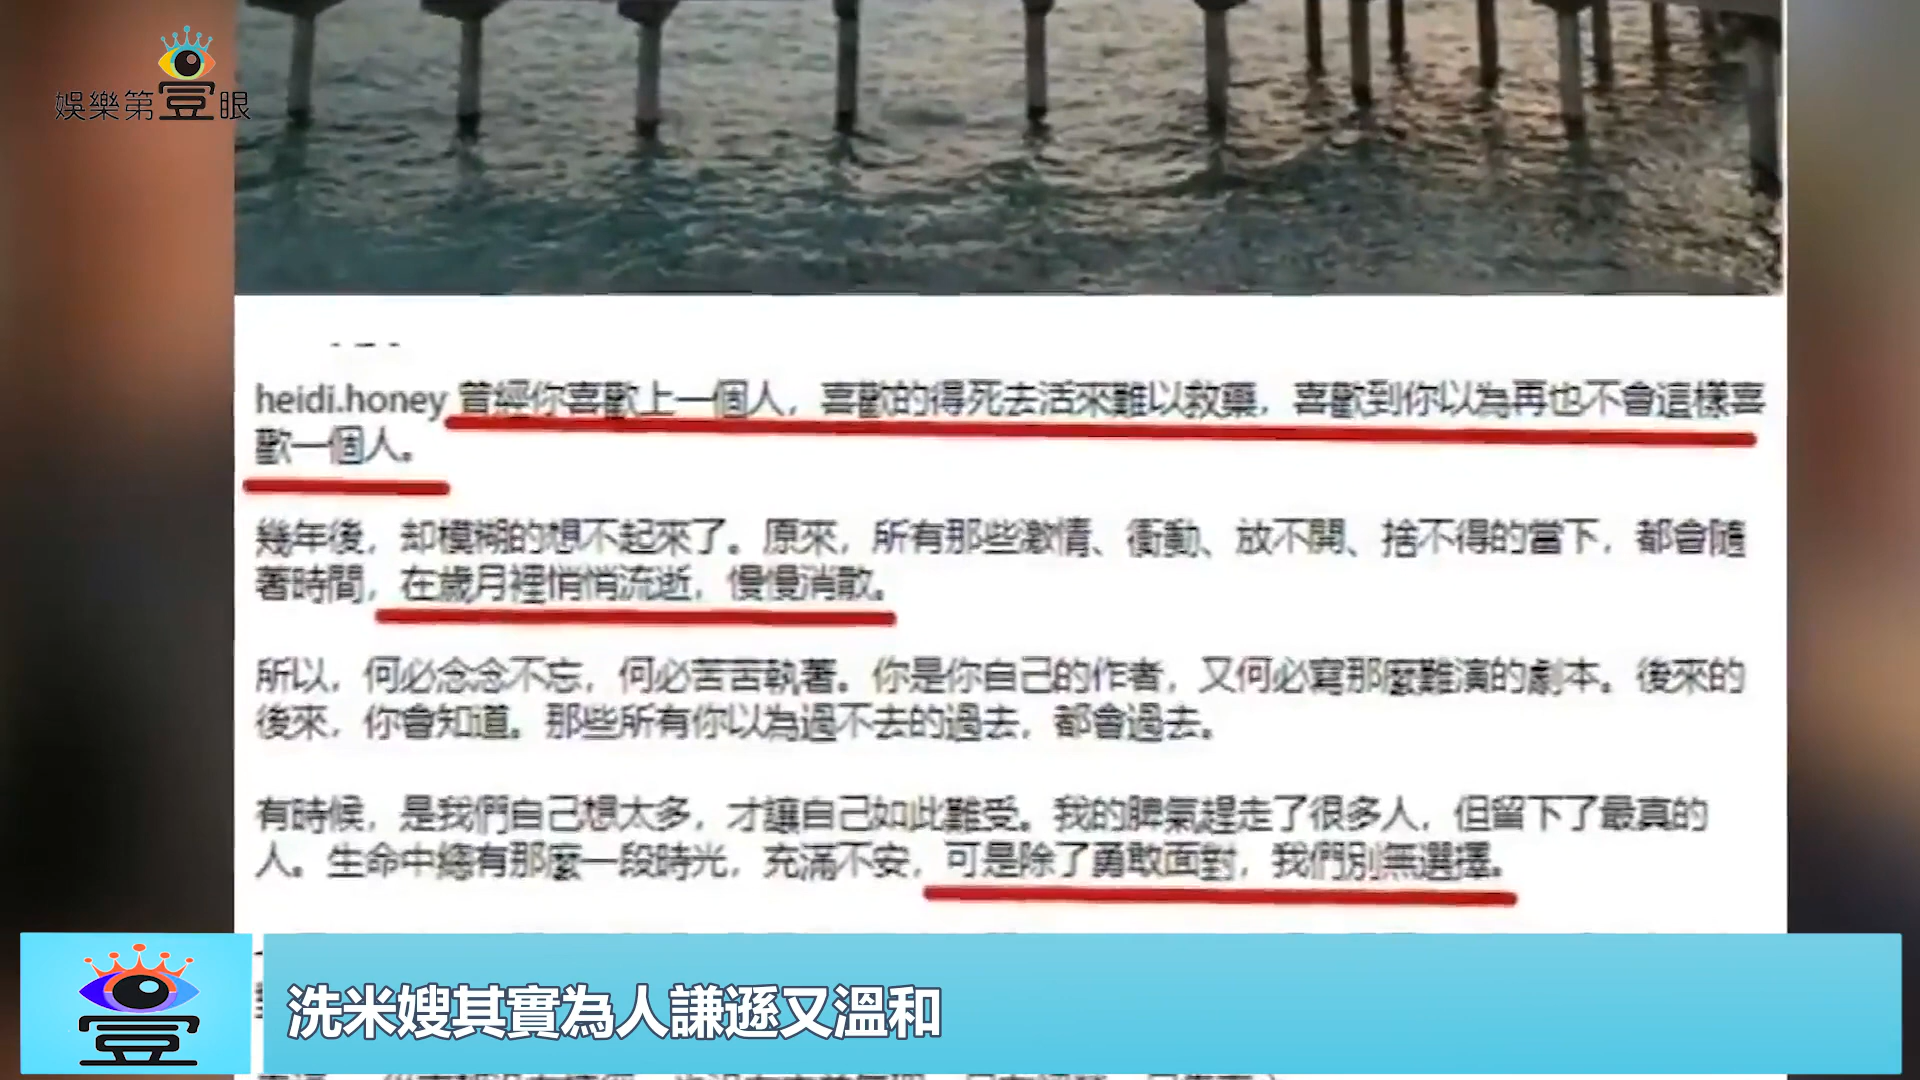 娛樂第壹眼
heidi.honey 曾經你喜歡上一個人，喜歡的得死去活來難以救藥，喜歡到你以為再也不會這樣喜
歡一個人。
幾年後，却模糊的想不起來了。原來，所有那些激情、衝動、放不開、捨不得的當下，都會隨
著時間，在歲月裡悄悄流逝，慢慢消散。
所以，何必念念不忘，何必苦苦執著。你是你自己的作者，又何必寫那麼難演的劇本。後來的
後來，你會知道。那些所有你以為過不去的過去，都會過去。
有時候，是我們自己想太多，才讓自己如此難受。我的脾氣趕走了很多人，但留下了最真的
人。生命中總有那麼一段時光，充滿不安，可是除了勇敢面對，我們別無選擇。
壹
洗米嫂其實為人謙遜又溫和